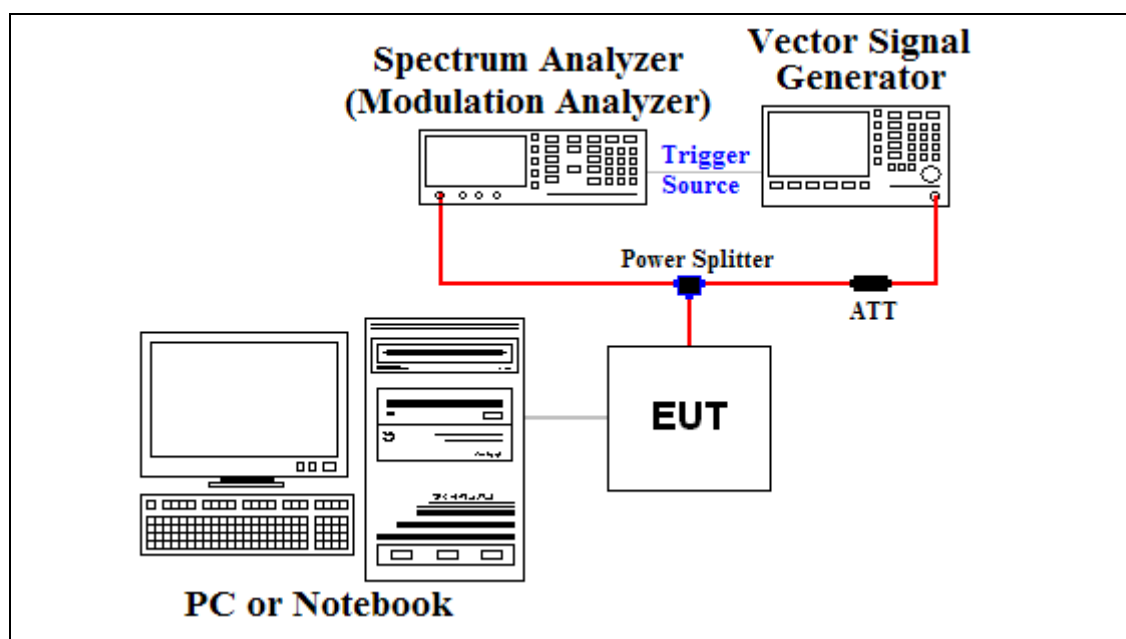 Spectrum Analyzer
(Modulation Analyzer)
Vector Signal
Generator
Trigger
Source
Power Splitter
ATT
EUT
PC or Notebook